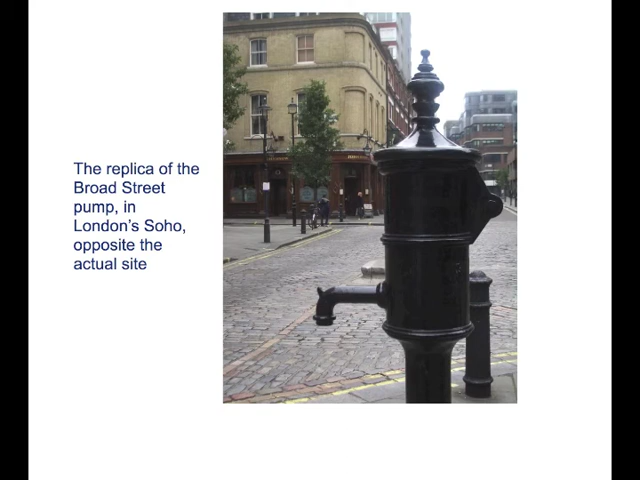 The replica of the
Broad Street
pump, in
London's Soho,
opposite the
actual site